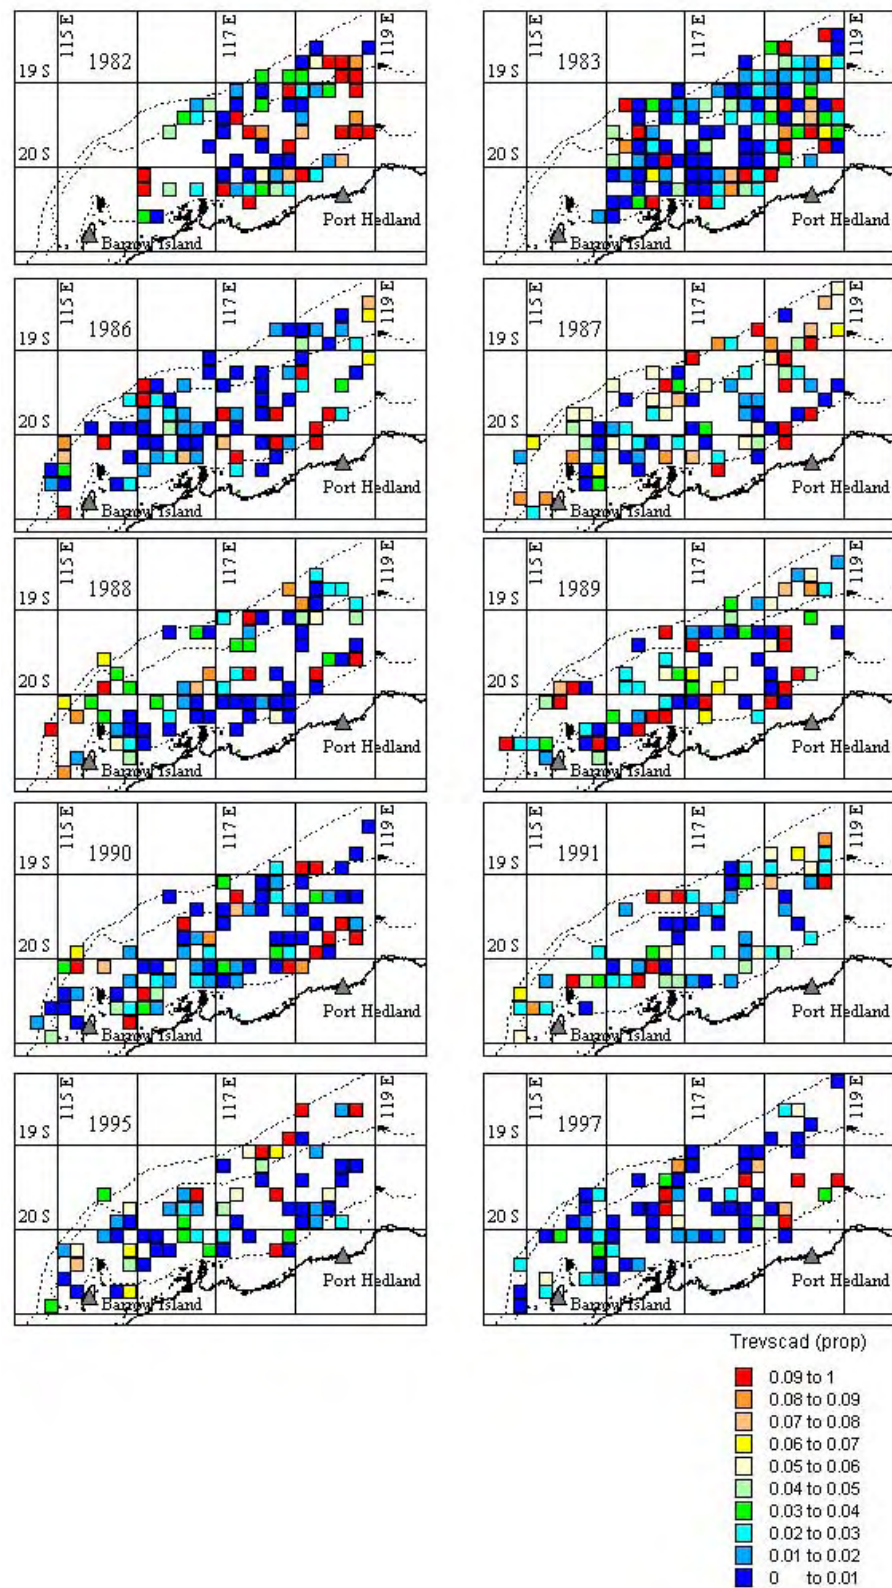 115 E
1982
117 E
119 E
19 S
20 S
Port Hedland
Barrow Island
115 E
1983
117 E
119 E
19 S
20 S
Port Hedland
Barrow Island
115 E
1986
117 E
119 E
19 S
20 S
Port Hedland
Barrow Island
115 E
1987
117 E
119 E
19 S
20 S
Port Hedland
Barrow Island
115 E
1988
117 E
119 E
19 S
20 S
Port Hedland
Barrow Island
115 E
1989
117 E
119 E
19 S
20 S
Port Hedland
Barrow Island
115 E
1990
117 E
119 E
19 S
20 S
Port Hedland
Barrow Island
115 E
1991
117 E
119 E
19 S
20 S
Port Hedland
Barrow Island
115 E
1995
117 E
119 E
19 S
20 S
Port Hedland
Barrow Island
115 E
1997
117 E
119 E
19 S
20 S
Port Hedland
Barrow Island
Trevscad (prop)
0.09 to 1
0.08 to 0.09
0.07 to 0.08
0.06 to 0.07
0.05 to 0.06
0.04 to 0.05
0.03 to 0.04
0.02 to 0.03
0.01 to 0.02
0 to 0.01